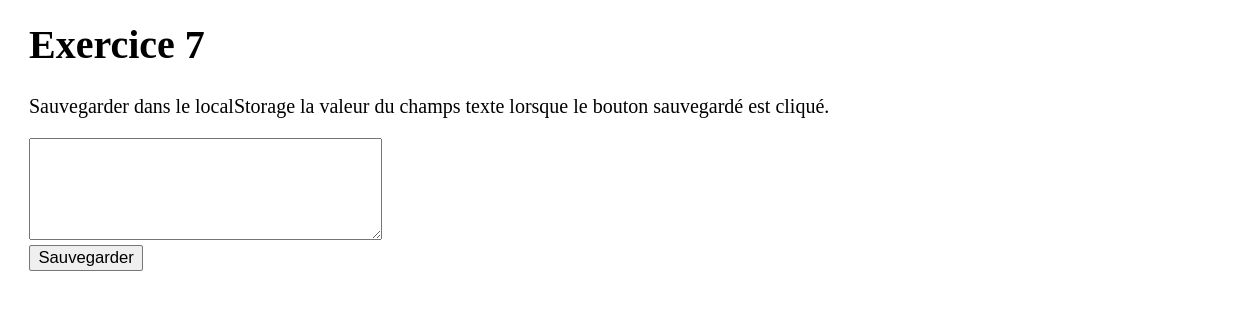 Exercice 7
Sauvegarder dans le localStorage la valeur du champs texte lorsque le bouton sauvegardé est cliqué.
Sauvegarder